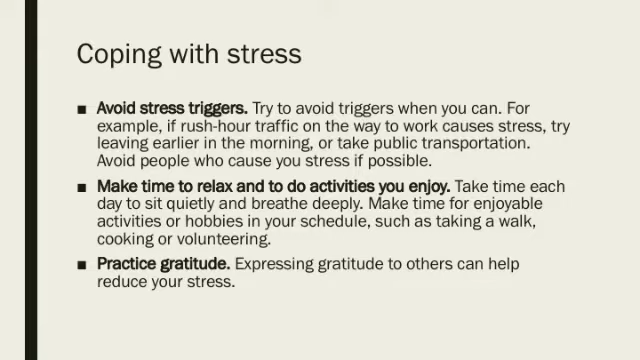 Coping with stress
■ Avoid stress triggers. Try to avoid triggers when you can. For
example, if rush-hour traffic on the way to work causes stress, try
leaving earlier in the morning, or take public transportation.
Avoid people who cause you stress if possible.
■ Make time to relax and to do activities you enjoy. Take time each
day to sit quietly and breathe deeply. Make time for enjoyable
activities or hobbies in your schedule, such as taking a walk,
cooking or volunteering.
■ Practice gratitude. Expressing gratitude to others can help
reduce your stress.